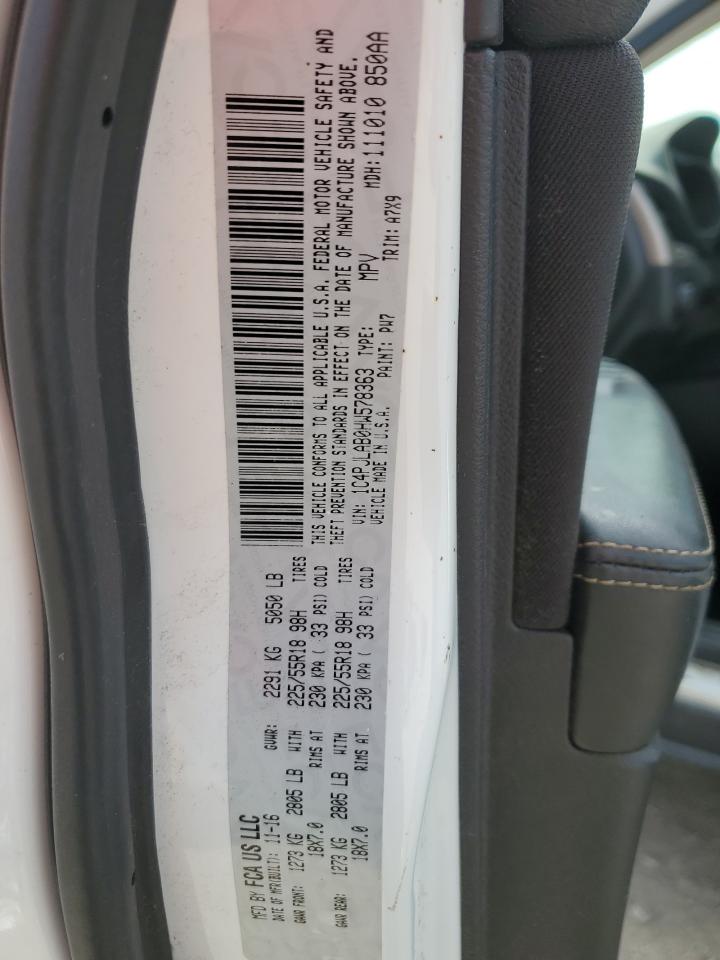 MFD BY FCA US LLC
DATE OF MFR(BUILT): 11-16 GVWR: 2291 KG 5050 LB
GAWR FRONT: 1273 KG 2805 LB WITH 225/55R18 98H TIRES
18X7.0 RIMS AT 230 KPA ( 33 PSI) COLD
GAWR REAR: 1273 KG 2805 LB WITH 225/55R18 98H TIRES
18X7.0 RIMS AT 230 KPA ( 33 PSI) COLD
THIS VEHICLE CONFORMS TO ALL APPLICABLE U.S.A. FEDERAL MOTOR VEHICLE SAFETY AND
THEFT PREVENTION STANDARDS IN EFFECT ON THE DATE OF MANUFACTURE SHOWN ABOVE.
VIN: 1C4PJLAB0HW578363 TYPE: MPV MDH: 111010 850AA
VEHICLE MADE IN U.S.A. PAINT: PW7 TRIM: A7X9